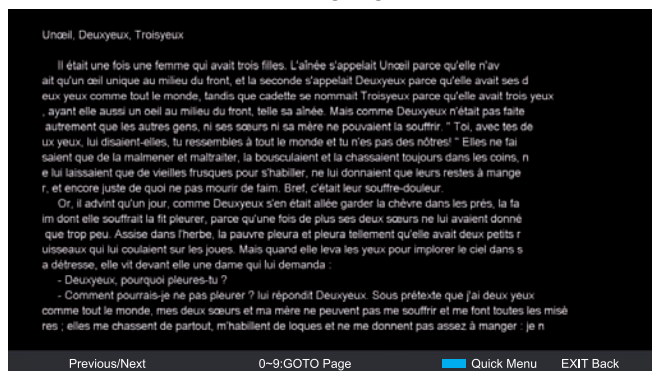 Unœil, Deuxyeux, Troisyeux
Il était une fois une femme qui avait trois filles. L'aînée s'appelait Unœil parce qu'elle n'av
ait qu'un œil unique au milieu du front, et la seconde s'appelait Deuxyeux parce qu'elle avait ses d
eux yeux comme tout le monde, tandis que cadette se nommait Troisyeux parce qu'elle avait trois yeux
, ayant elle aussi un oeil au milieu du front, telle sa aînée. Mais comme Deuxyeux n'était pas faite
autrement que les autres gens, ni ses sœurs ni sa mère ne pouvaient la souffrir. " Toi, avec tes de
ux yeux, lui disaient-elles, tu ressembles à tout le monde et tu n'es pas des nôtres! " Elles ne fai
saient que de la malmener et maltraiter, la bousculaient et la chassaient toujours dans les coins, n
e lui laissaient que de vieilles frusques pour s'habiller, ne lui donnaient que leurs restes à mange
r, et encore juste de quoi ne pas mourir de faim. Bref, c'était leur souffre-douleur.
Or, il advint qu'un jour, comme Deuxyeux s'en était allée garder la chèvre dans les prés, la fa
im dont elle souffrait la fit pleurer, parce qu'une fois de plus ses deux sœurs ne lui avaient donné
que trop peu. Assise dans l'herbe, la pauvre pleura et pleura tellement qu'elle avait deux petits r
uisseaux qui lui coulaient sur les joues. Mais quand elle leva les yeux pour implorer le ciel dans s
a détresse, elle vit devant elle une dame qui lui demanda :
- Deuxyeux, pourquoi pleures-tu ?
- Comment pourrais-je ne pas pleurer ? lui répondit Deuxyeux. Sous prétexte que j'ai deux yeux
comme tout le monde, mes deux sœurs et ma mère ne peuvent pas me souffrir et me font toutes les misè
res ; elles me chassent de partout, m'habillent de loques et ne me donnent pas assez à manger : je n
Previous/Next 0~9:GOTO Page Quick Menu EXIT Back